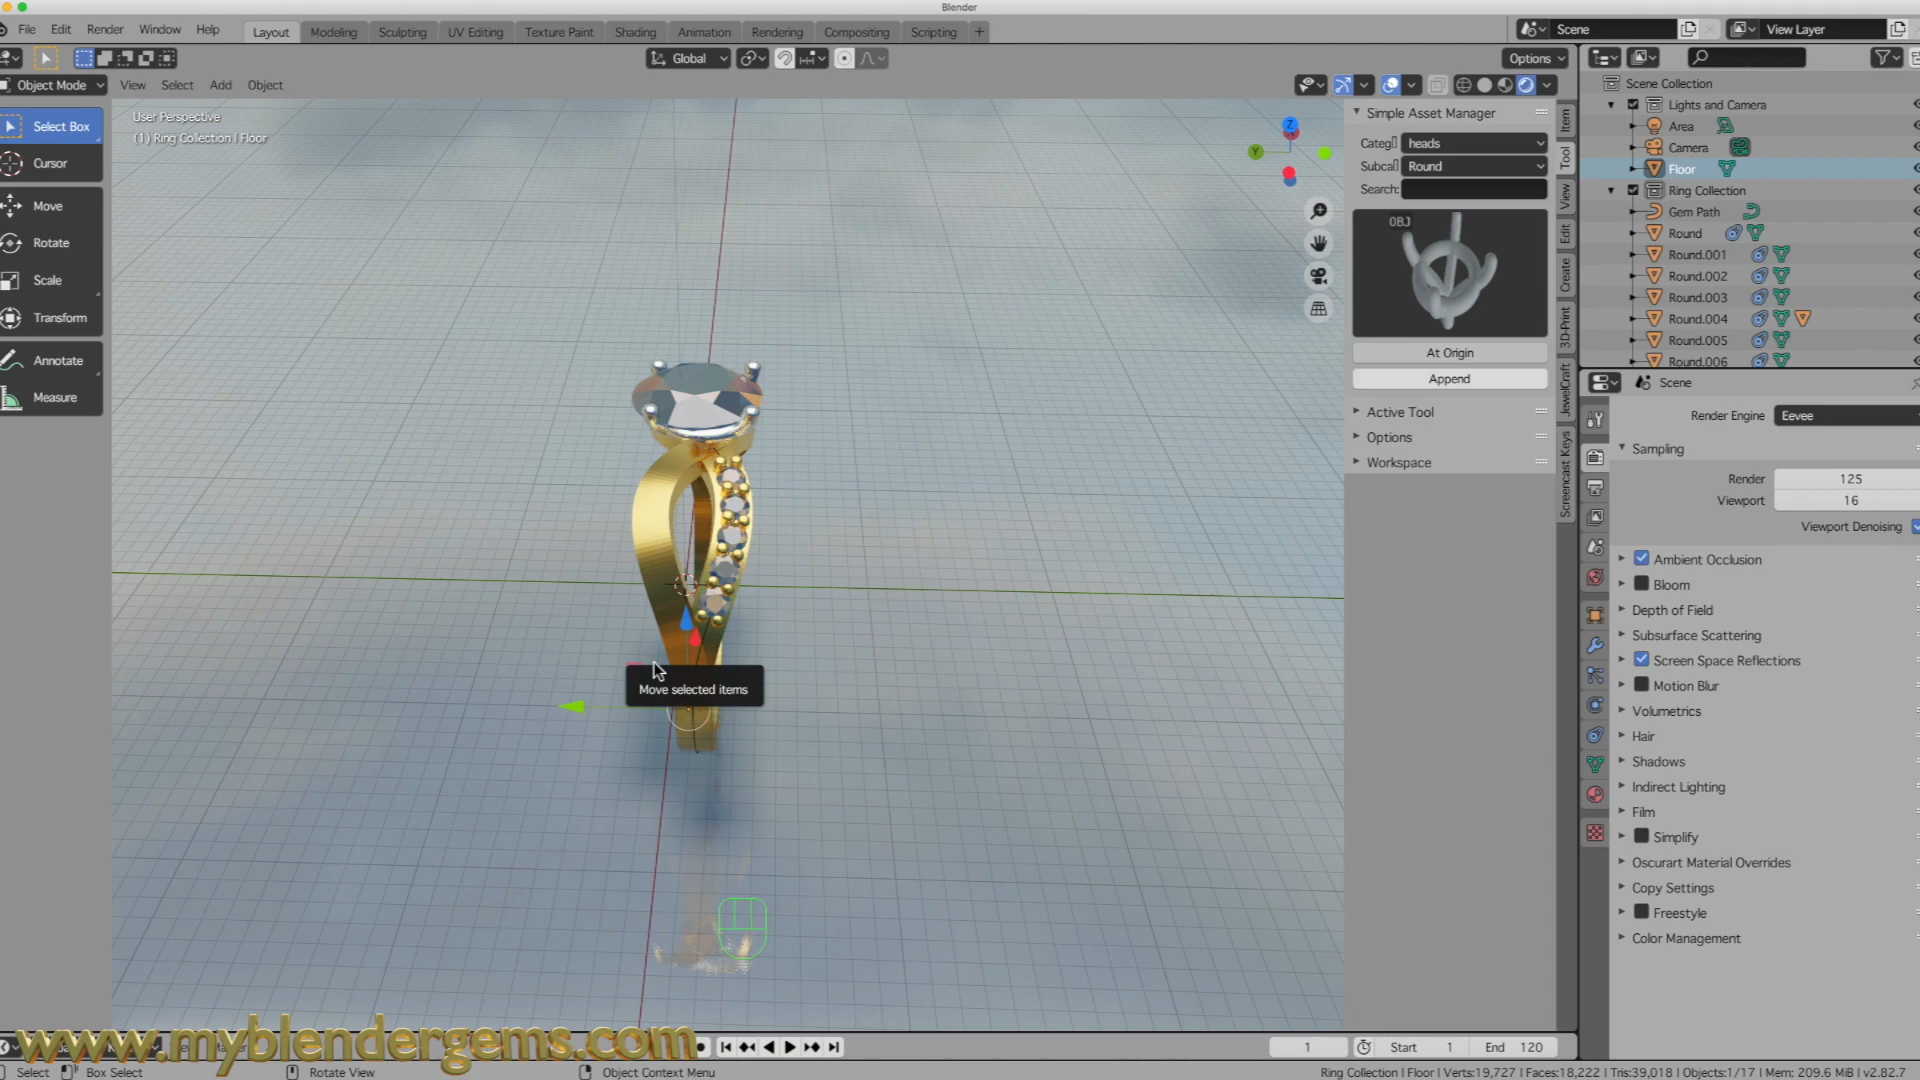 Blender
File Edit Render Window Help
Layout Modeling Sculpting UV Editing Texture Paint Shading Animation Rendering Compositing Scripting +
Scene
View Layer
Global
Options
Object Mode View Select Add Object
Select Box
Cursor
Move
Rotate
Scale
Transform
Annotate
Measure
User Perspective
(1) Ring Collection | Floor
Z
Y
Move selected items
Simple Asset Manager
Categ heads
Subca Round
Search:
OBJ
At Origin
Append
Active Tool
Options
Workspace
Item
Tool
View
Edit
Create
3D-Print
JewelCraft
Screencast Keys
Scene Collection
Lights and Camera
Area
Camera
Floor
Ring Collection
Gem Path
Round
Round.001
Round.002
Round.003
Round.004
Round.005
Round.006
Scene
Render Engine Eevee
Sampling
Render 125
Viewport 16
Viewport Denoising
Ambient Occlusion
Bloom
Depth of Field
Subsurface Scattering
Screen Space Reflections
Motion Blur
Volumetrics
Hair
Shadows
Indirect Lighting
Film
Simplify
Oscurart Material Overrides
Copy Settings
Freestyle
Color Management
www.myblendergems.com
1 Start 1 End 120
Select Box Select Rotate View Object Context Menu
Ring Collection | Floor | Verts:19,727 | Faces:18,222 | Tris:39,018 | Objects:1/17 | Mem: 209.6 MiB | v2.82.7